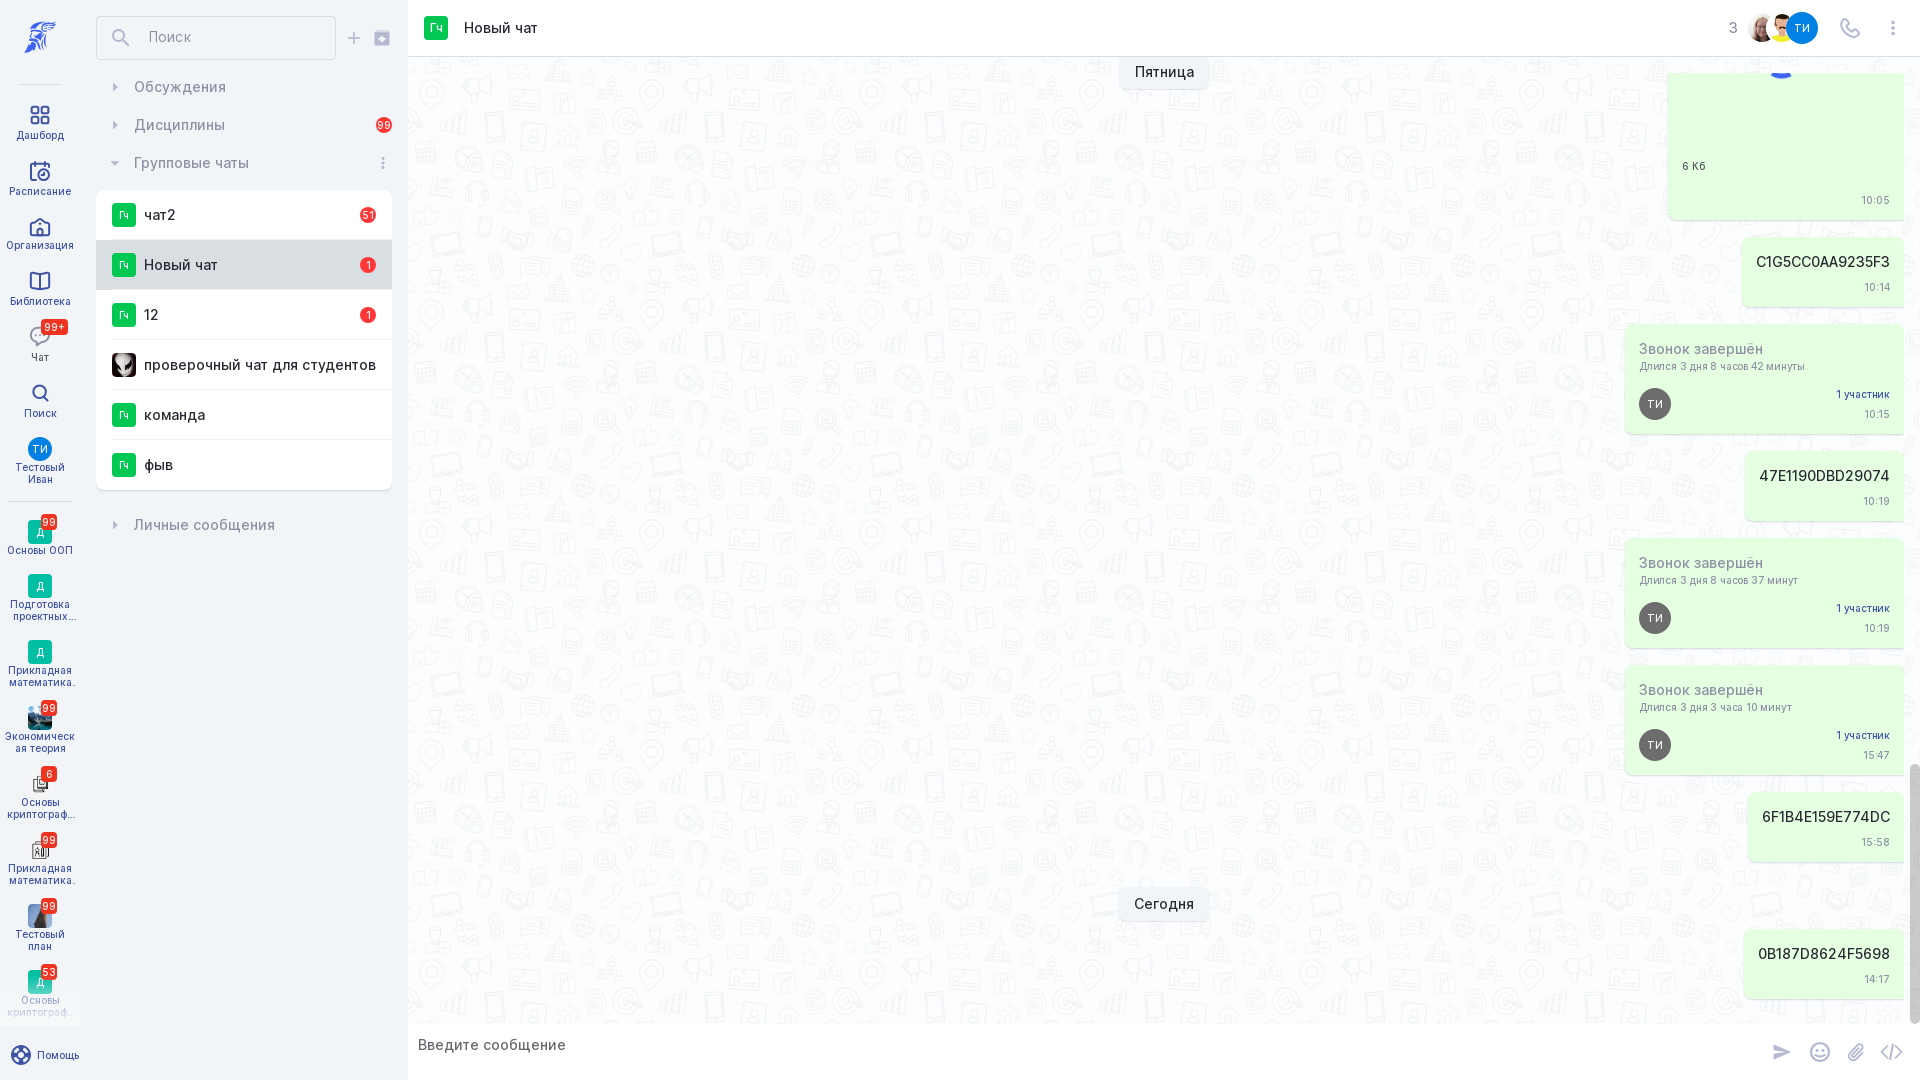 Поиск
Дашборд
Расписание
Организация
Библиотека
99+
Чат
Поиск
ТИ
Тестовый
Иван
99
Д
Основы ООП
Д
Подготовка
проектных...
Д
Прикладная
математика.
99
Экономическ
ая теория
6
Основы
криптограф...
99
Прикладная
математика.
99
Тестовый
план
53
Д
Основы
криптограф...
Помощь
Обсуждения
Дисциплины 99
Групповые чаты
Гч чат2 51
Гч Новый чат 1
Гч 12 1
проверочный чат для студентов
Гч команда
Гч фыв
Личные сообщения
Гч Новый чат 3 ТИ
Пятница
6 Кб
10:05
C1G5CC0AA9235F3
10:14
Звонок завершён
Длился 3 дня 8 часов 42 минуты
ТИ 1 участник
10:15
47E1190DBD29074
10:19
Звонок завершён
Длился 3 дня 8 часов 37 минут
ТИ 1 участник
10:19
Звонок завершён
Длился 3 дня 3 часа 10 минут
ТИ 1 участник
15:47
6F1B4E159E774DC
15:58
Сегодня
0B187D8624F5698
14:17
Введите сообщение